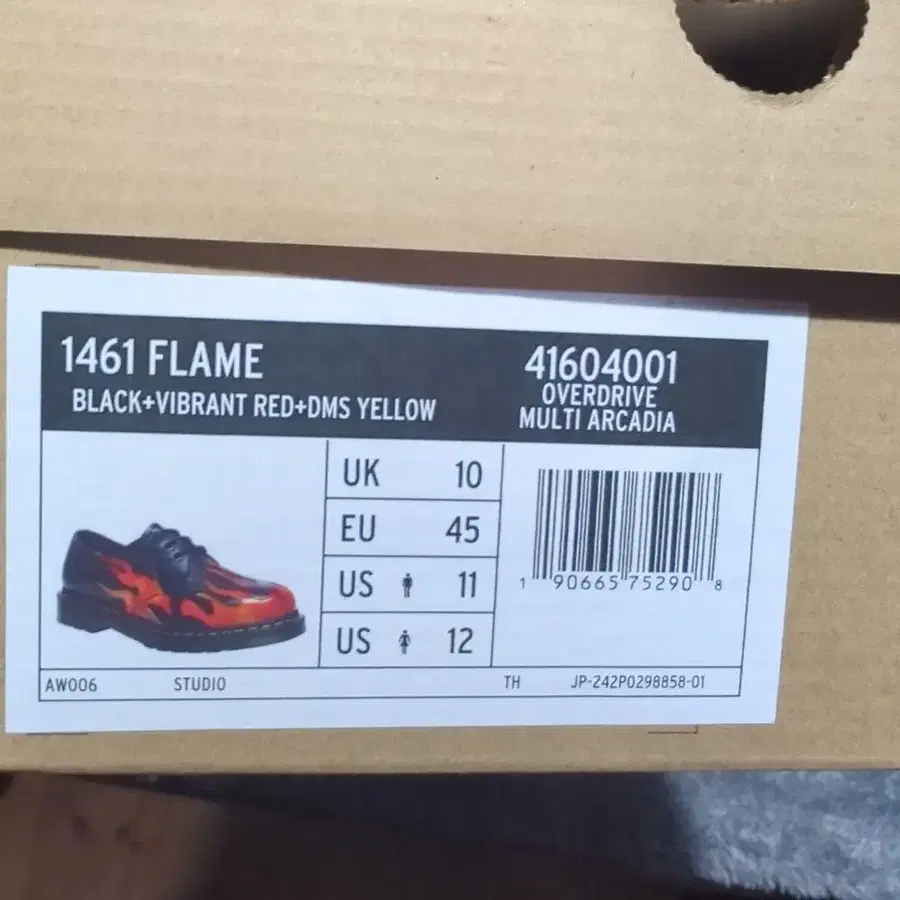 1461 FLAME
BLACK+VIBRANT RED+DMS YELLOW
41604001
OVERDRIVE
MULTI ARCADIA
UK 10
EU 45
US 11
US 12
1 90665 75290 8
AW006 STUDIO TH JP-242P0298858-01